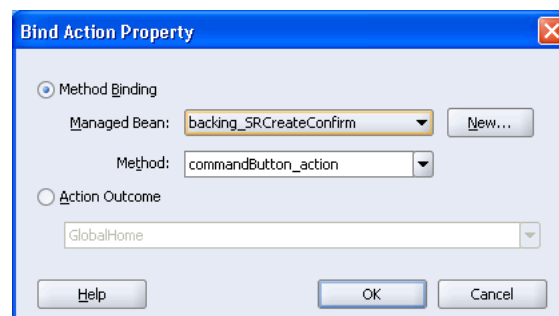 Bind Action Property
Method Binding
Managed Bean: backing_SRCreateConfirm New...
Method: commandButton_action
Action Outcome
GlobalHome
Help OK Cancel